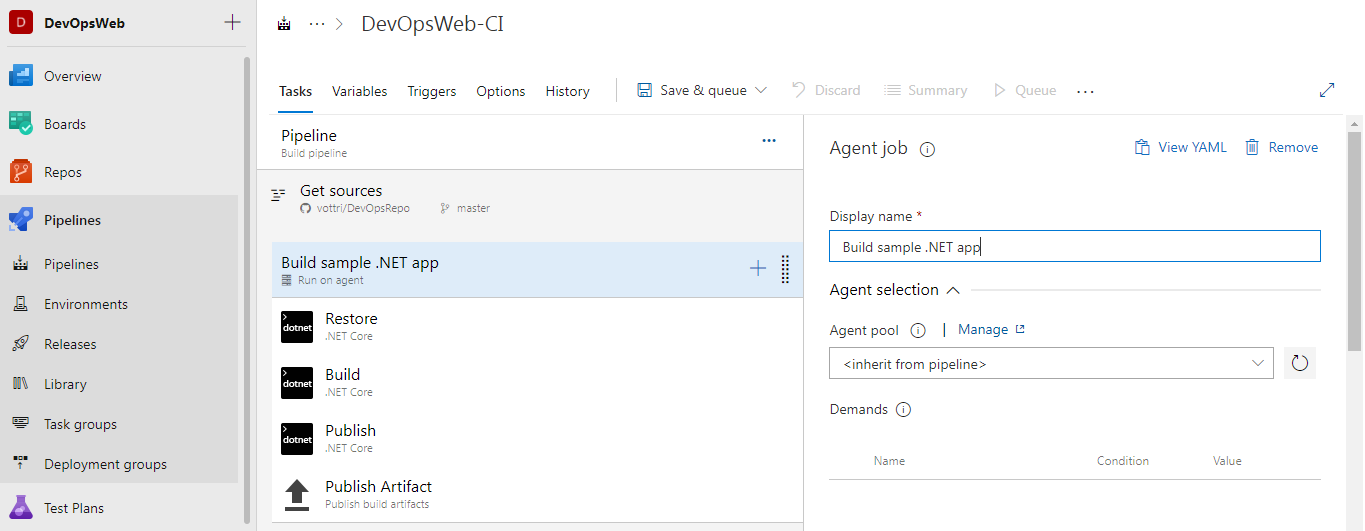 D DevOpsWeb
DevOpsWeb-CI
Overview
Boards
Repos
Pipelines
Pipelines
Environments
Releases
Library
Task groups
Deployment groups
Test Plans
Tasks Variables Triggers Options History Save & queue Discard Summary Queue
Pipeline
Build pipeline
Get sources
vottri/DevOpsRepo master
Build sample .NET app
Run on agent
dotnet
Restore
.NET Core
dotnet
Build
.NET Core
dotnet
Publish
.NET Core
Publish Artifact
Publish build artifacts
Agent job View YAML Remove
Display name *
Build sample .NET app
Agent selection
Agent pool | Manage
<inherit from pipeline>
Demands
Name Condition Value